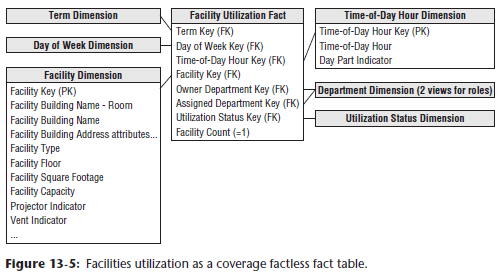 Term Dimension
Day of Week Dimension
Facility Dimension
Facility Key (PK)
Facility Building Name - Room
Facility Building Name
Facility Building Address attributes...
Facility Type
Facility Floor
Facility Square Footage
Facility Capacity
Projector Indicator
Vent Indicator
...
Facility Utilization Fact
Term Key (FK)
Day of Week Key (FK)
Time-of-Day Hour Key (FK)
Facility Key (FK)
Owner Department Key (FK)
Assigned Department Key (FK)
Utilization Status Key (FK)
Facility Count (=1)
Time-of-Day Hour Dimension
Time-of-Day Hour Key (PK)
Time-of-Day Hour
Day Part Indicator
Department Dimension (2 views for roles)
Utilization Status Dimension
Figure 13-5: Facilities utilization as a coverage factless fact table.